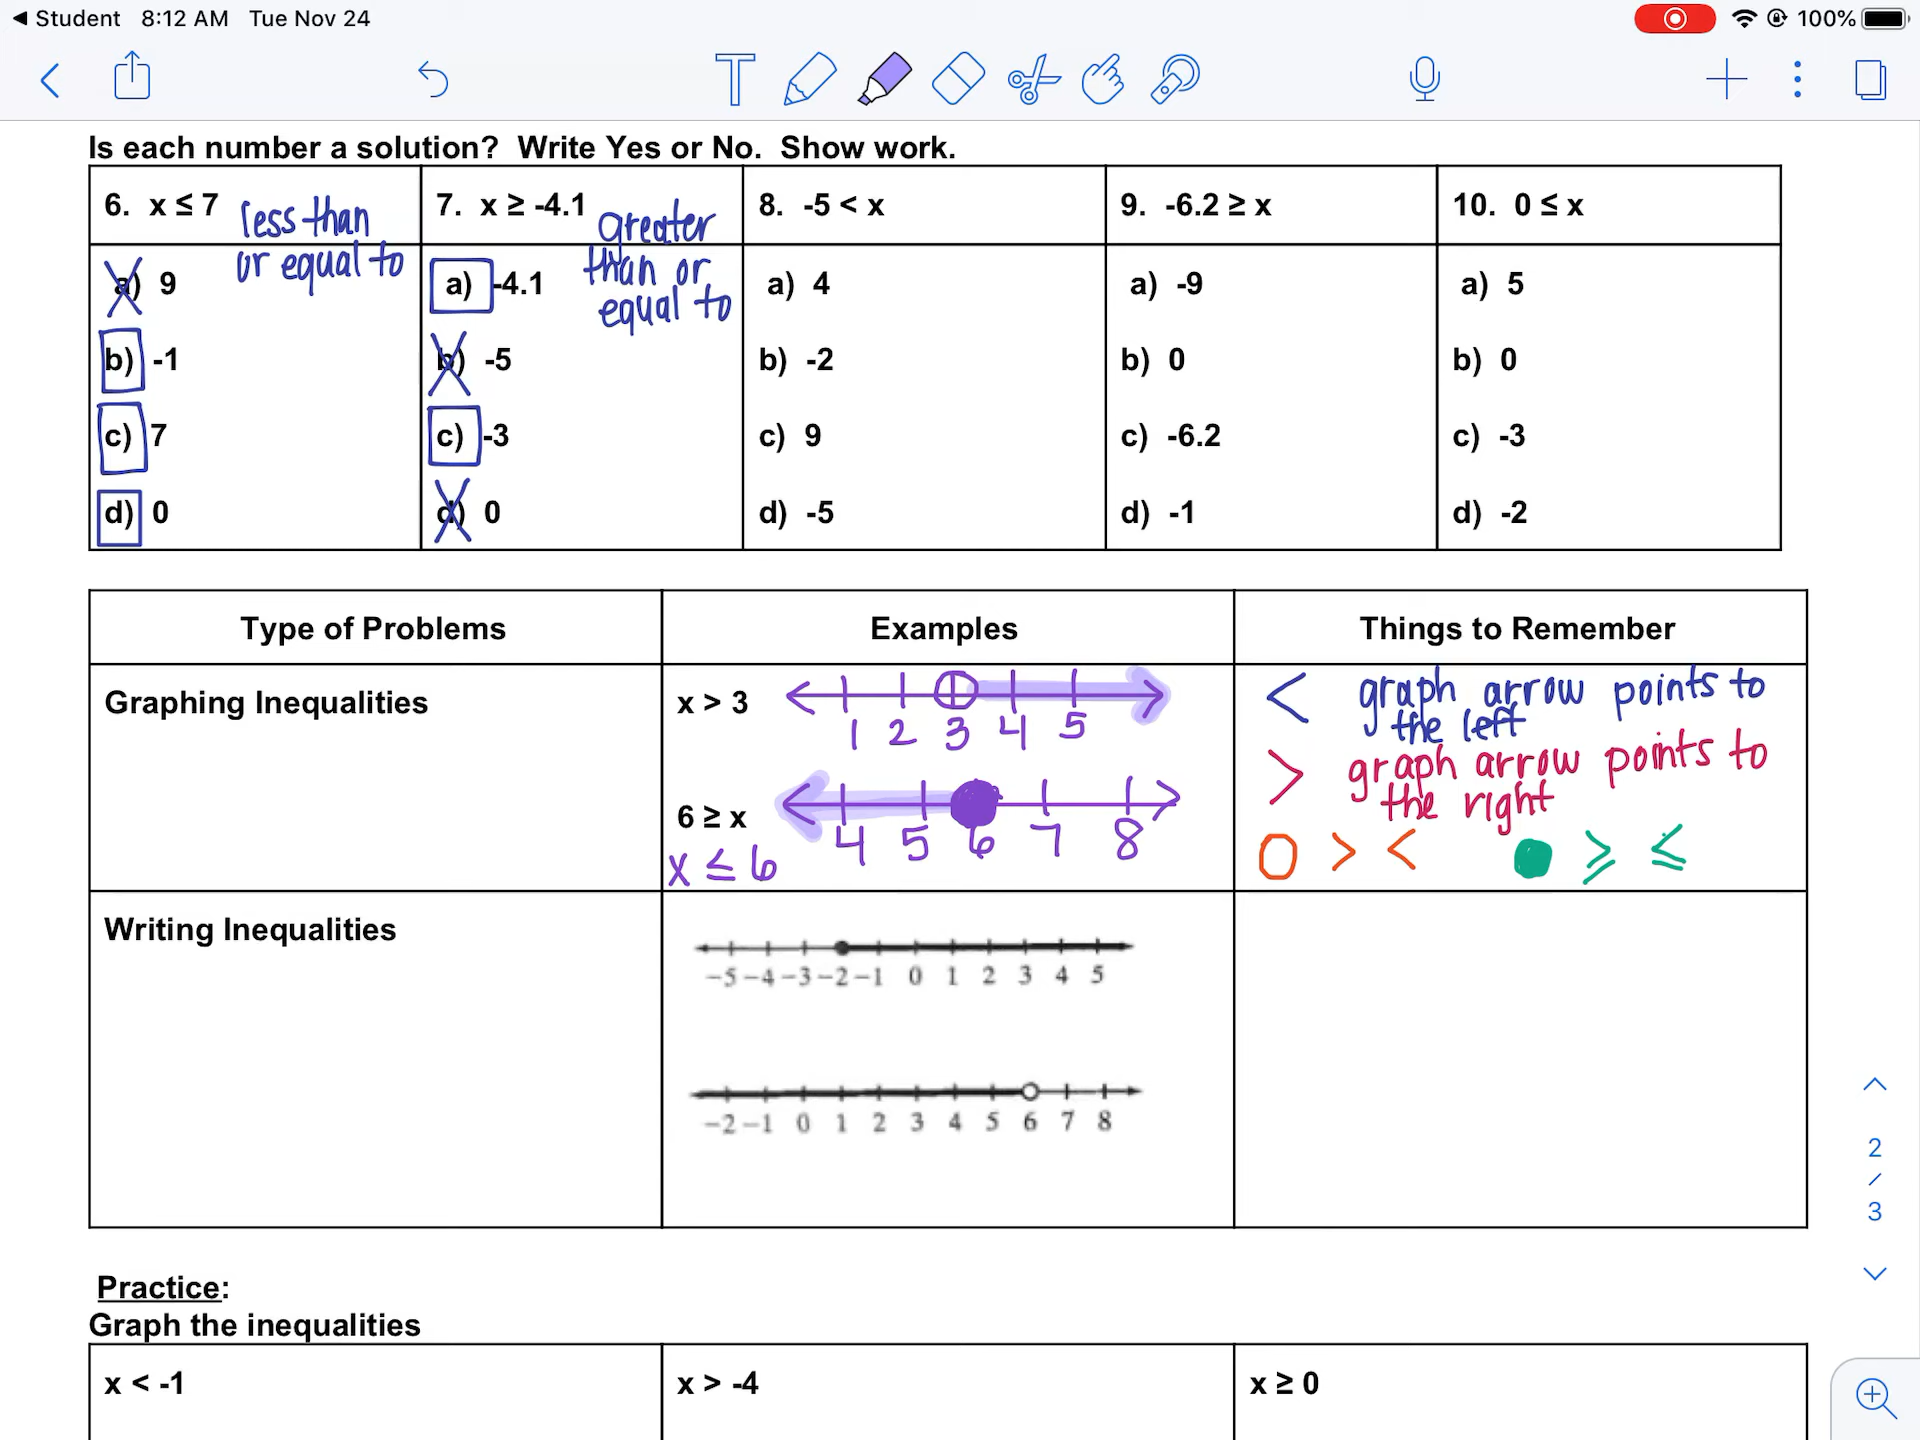 ◀ Student 8:12 AM Tue Nov 24 100%
T
Is each number a solution? Write Yes or No. Show work.
6. x ≤ 7 less than or equal to
a) 9
b) -1
c) 7
d) 0
7. x ≥ -4.1 greater than or equal to
a) -4.1
b) -5
c) -3
d) 0
8. -5 < x
a) 4
b) -2
c) 9
d) -5
9. -6.2 ≥ x
a) -9
b) 0
c) -6.2
d) -1
10. 0 ≤ x
a) 5
b) 0
c) -3
d) -2
Type of Problems Examples Things to Remember
Graphing Inequalities
x > 3
1 2 3 4 5
6 ≥ x
4 5 6 7 8
x ≤ 6
< graph arrow points to
the left
> graph arrow points to
the right
O > < ● ≥ ≤
Writing Inequalities
-5 -4 -3 -2 -1 0 1 2 3 4 5
-2 -1 0 1 2 3 4 5 6 7 8
2
/
3
Practice:
Graph the inequalities
x < -1 x > -4 x ≥ 0